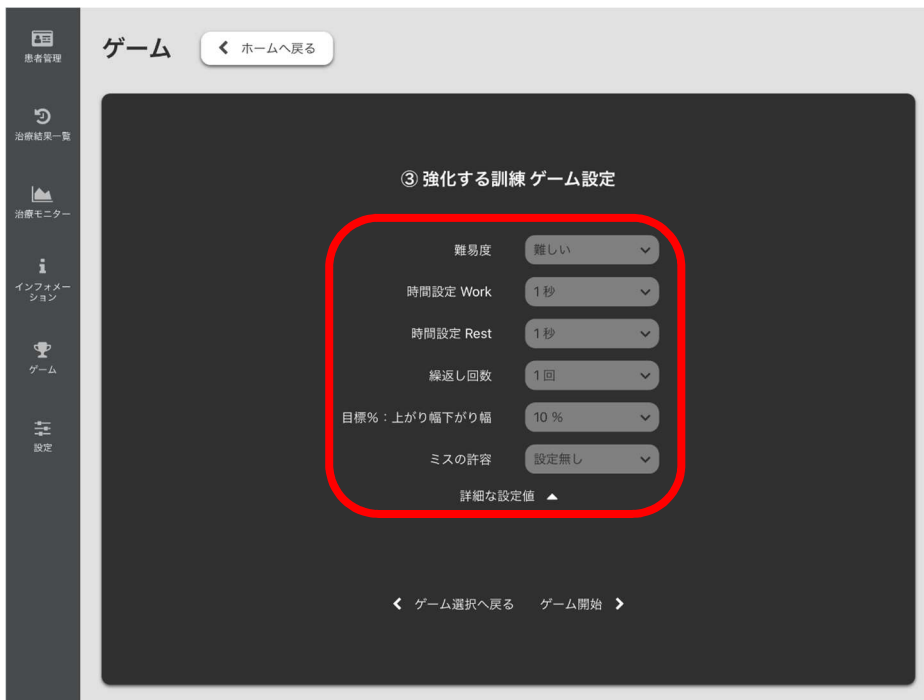 患者管理
治療結果一覧
治療モニター
インフォメー
ション
ゲーム
設定
ゲーム
ホームへ戻る
③ 強化する訓練 ゲーム設定
難易度 難しい
時間設定 Work 1秒
時間設定 Rest 1秒
繰返し回数 1回
目標%：上がり幅下がり幅 10 %
ミスの許容 設定無し
詳細な設定値
ゲーム選択へ戻る ゲーム開始